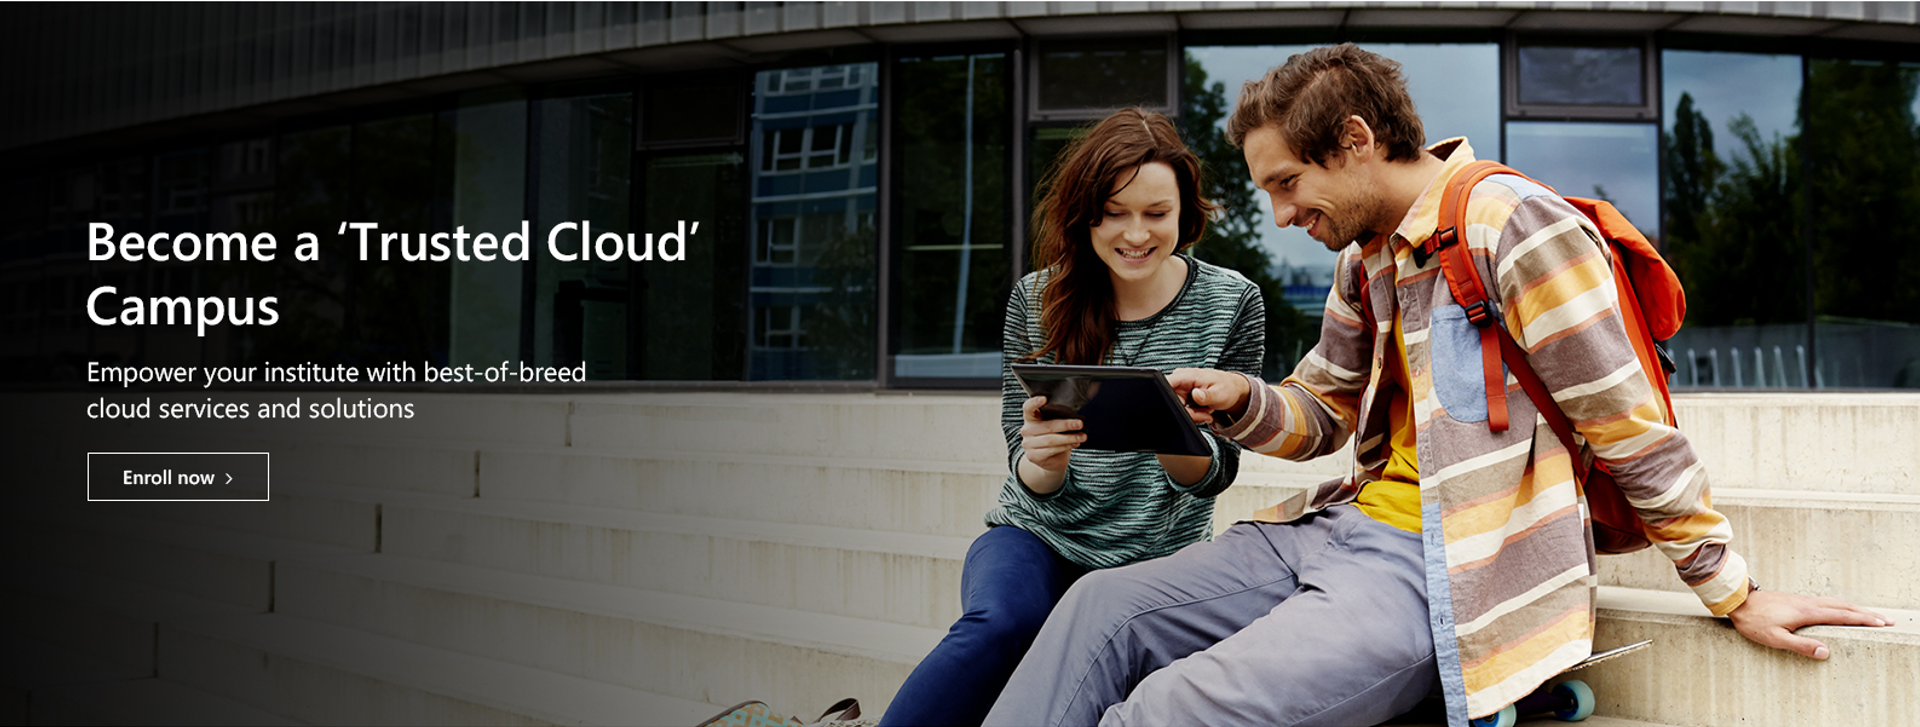 Become a ‘Trusted Cloud’
Campus
Empower your institute with best-of-breed
cloud services and solutions
Enroll now >